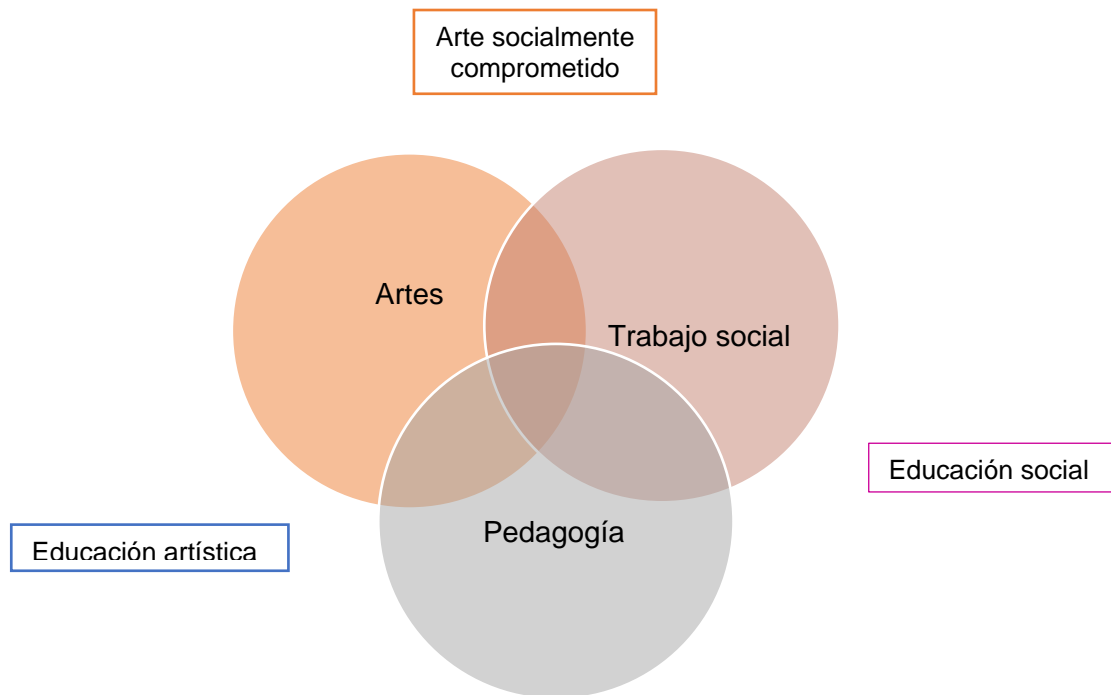 Arte socialmente
comprometido
Artes
Trabajo social
Educación social
Pedagogía
Educación artística